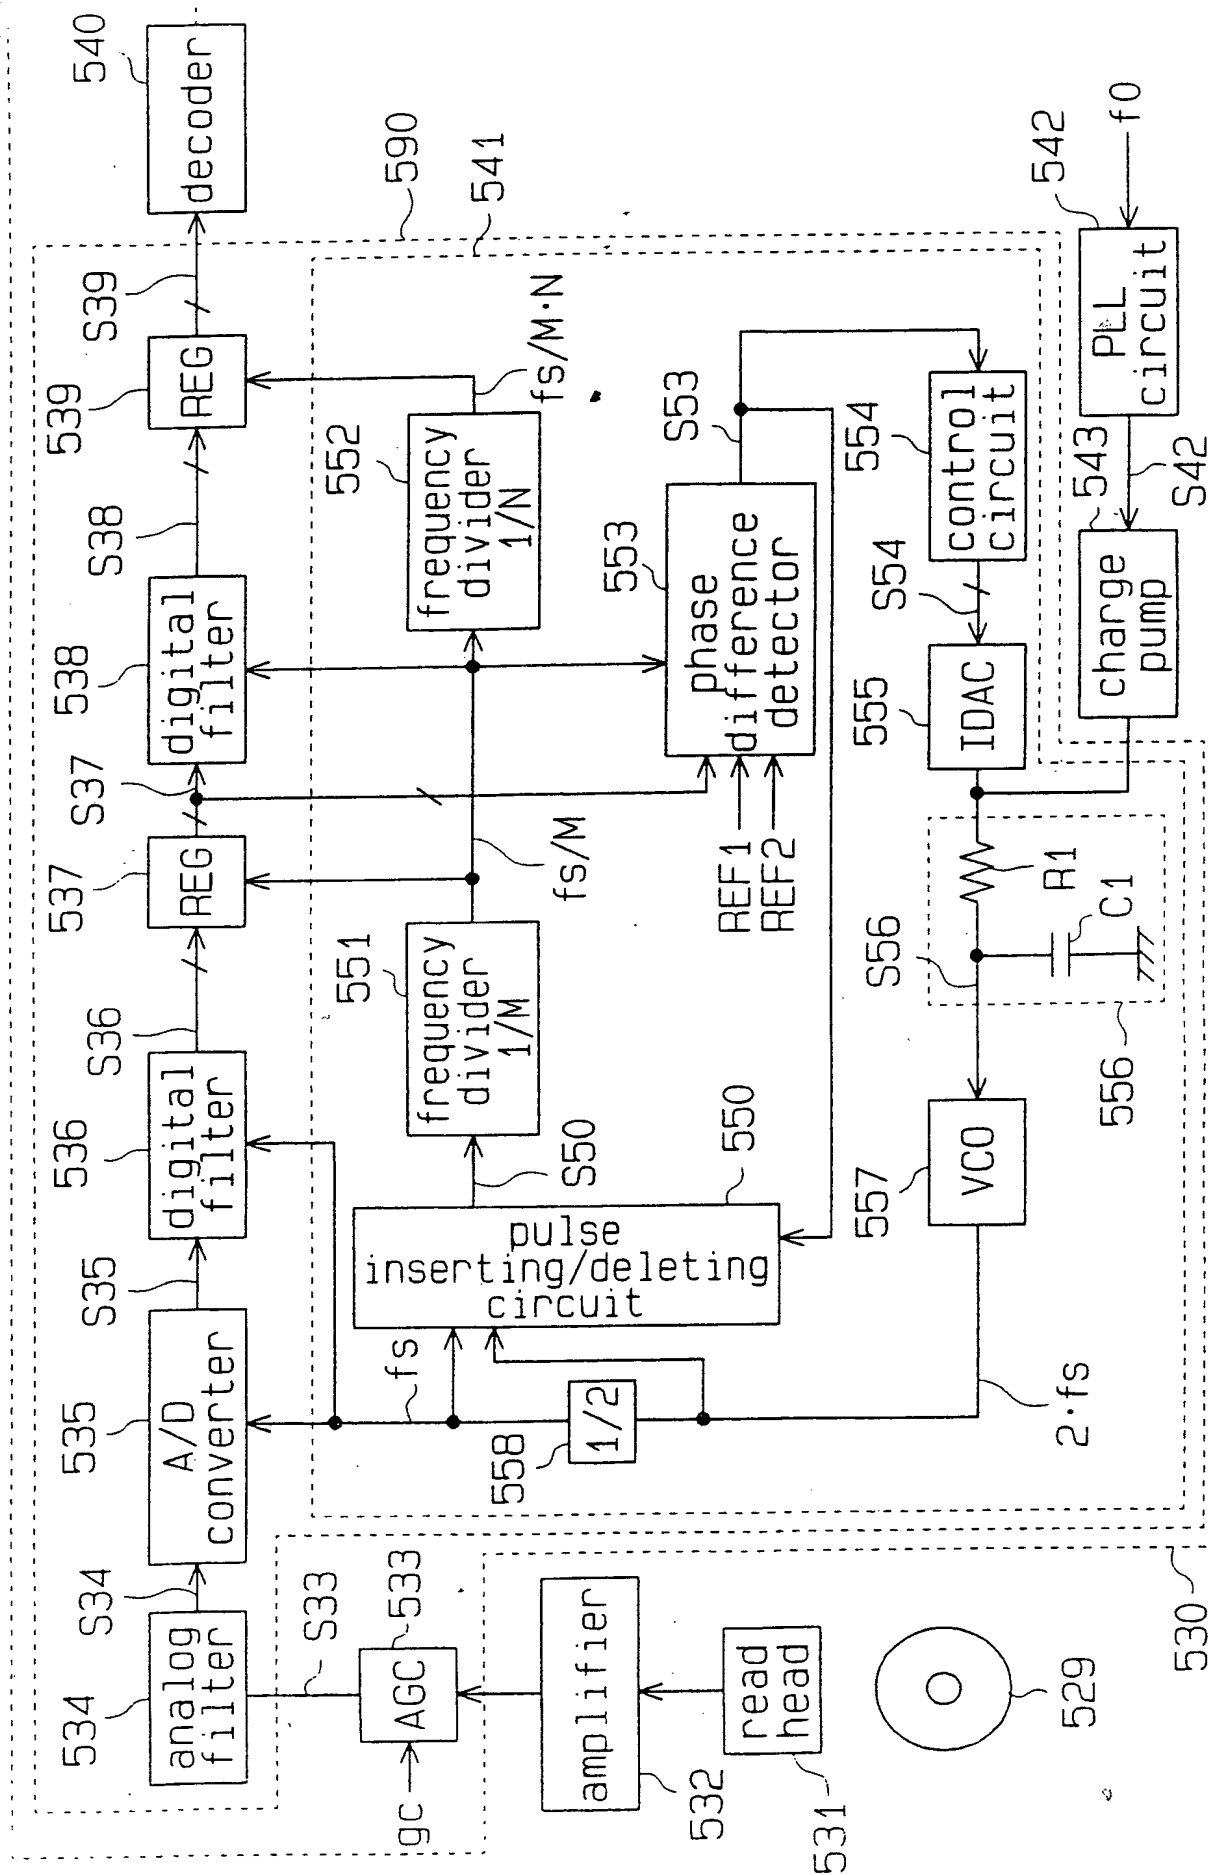 540
decoder
S39
539
REG
S38
538
digital
filter
S37
537
REG
S36
536
digital
filter
S35
535
A/D
converter
S34
534
analog
filter
590
541
fs/M·N
552
frequency
divider
1/N
fs/M
551
frequency
divider
1/M
S50
550
pulse
inserting/deleting
circuit
fs
558
1/2
S53
553
phase
difference
detector
REF1
REF2
554
control
circuit
S54
555
IDAC
R1
C1
S56
556
557
VCO
2·fs
f0
542
PLL
circuit
S42
543
charge
pump
S33
533
AGC
gc
amplifier
532
read
head
531
529
530